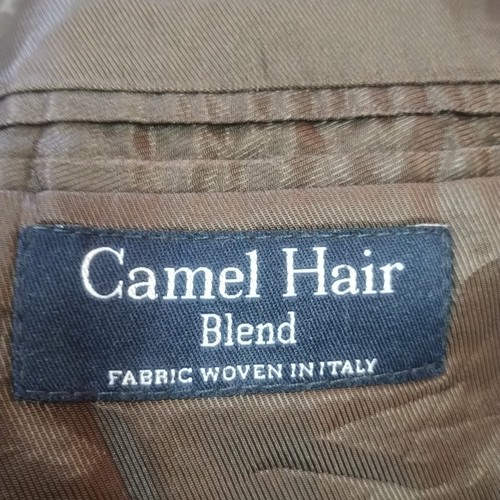 Camel Hair
Blend
FABRIC WOVEN IN ITALY